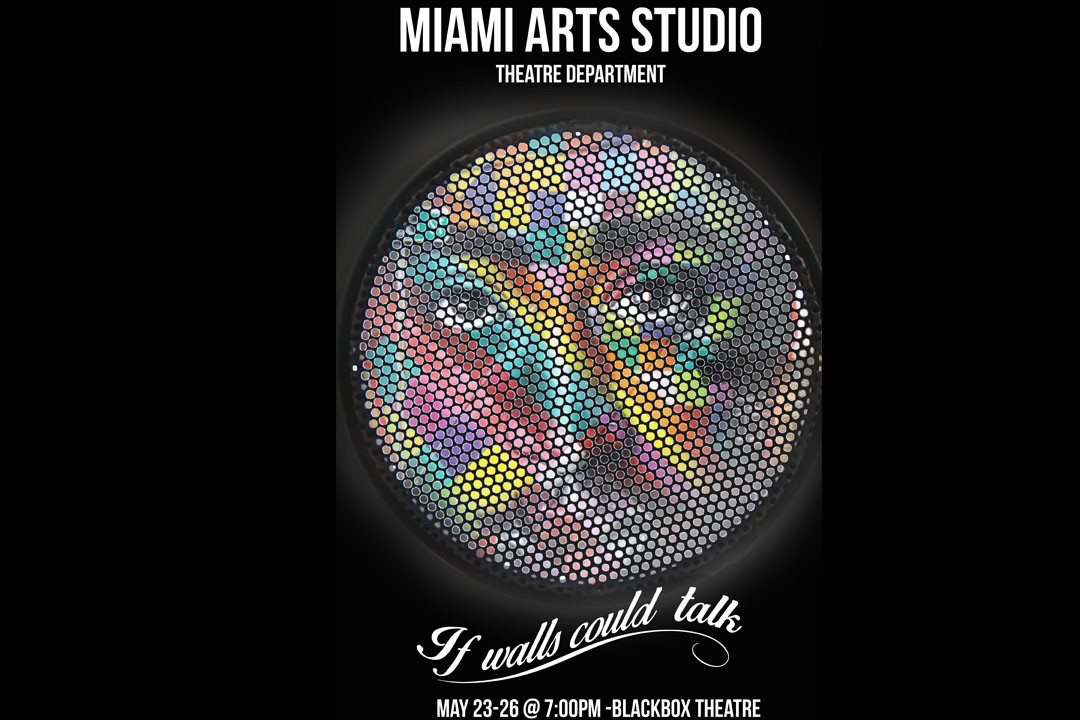 MIAMI ARTS STUDIO
THEATRE DEPARTMENT
If walls could talk
MAY 23-26 @ 7:00PM -BLACKBOX THEATRE